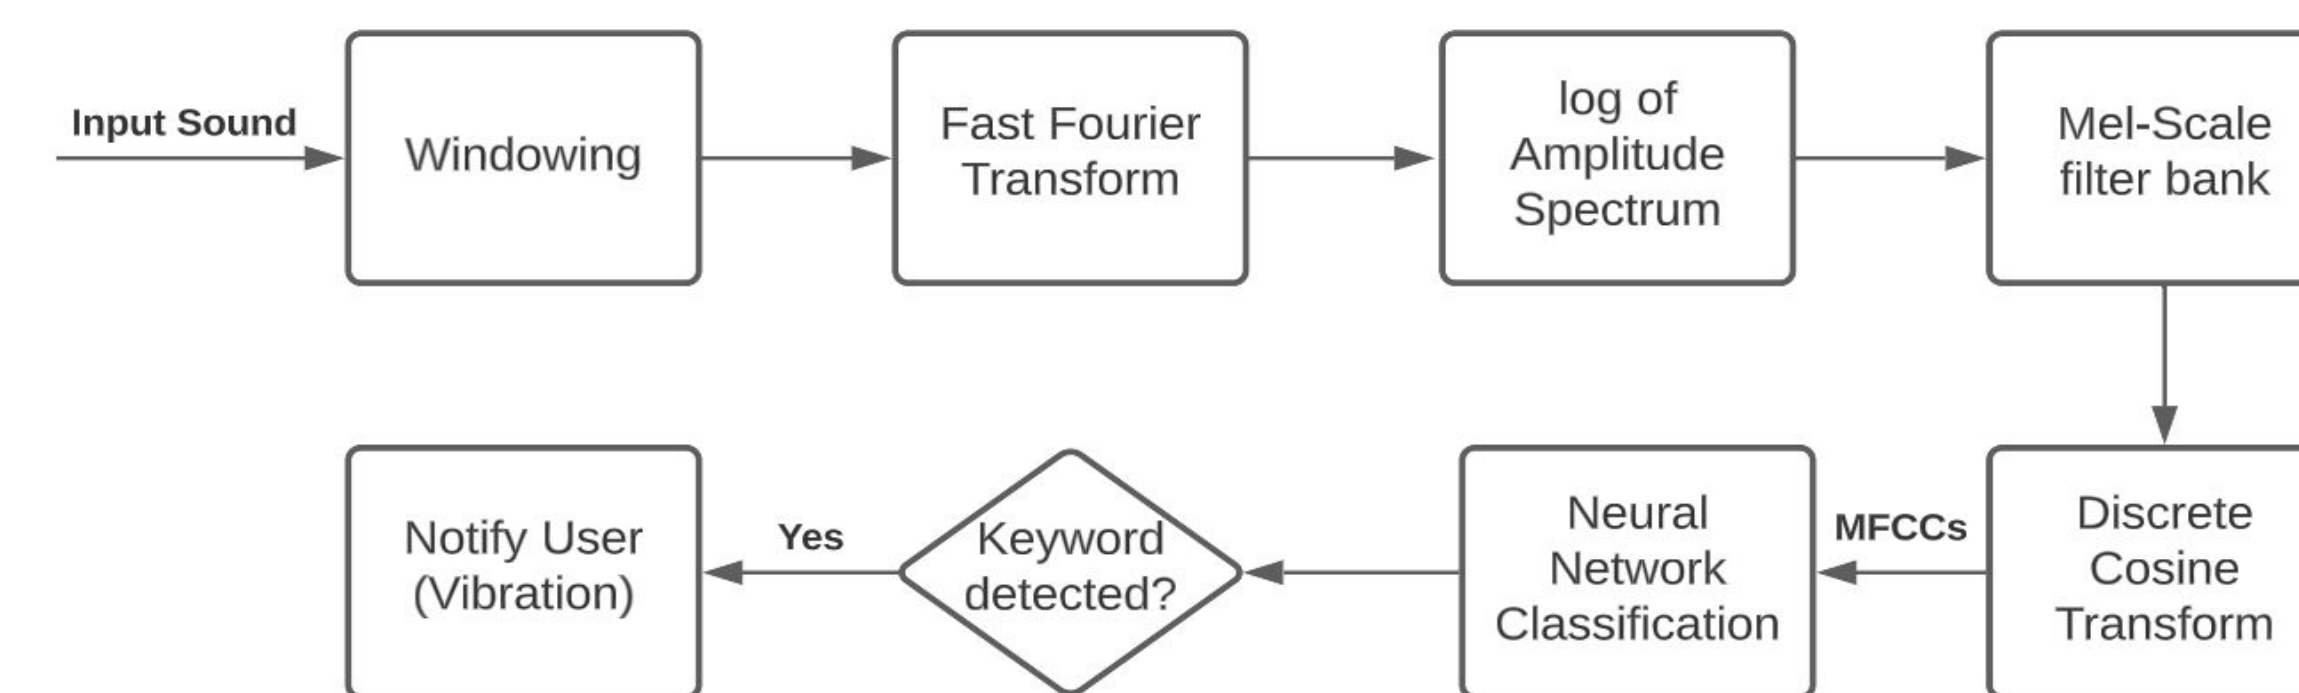 Input Sound
Windowing
Fast Fourier
Transform
log of
Amplitude
Spectrum
Mel-Scale
filter bank
Discrete
Cosine
Transform
MFCCs
Neural
Network
Classification
Keyword
detected?
Yes
Notify User
(Vibration)